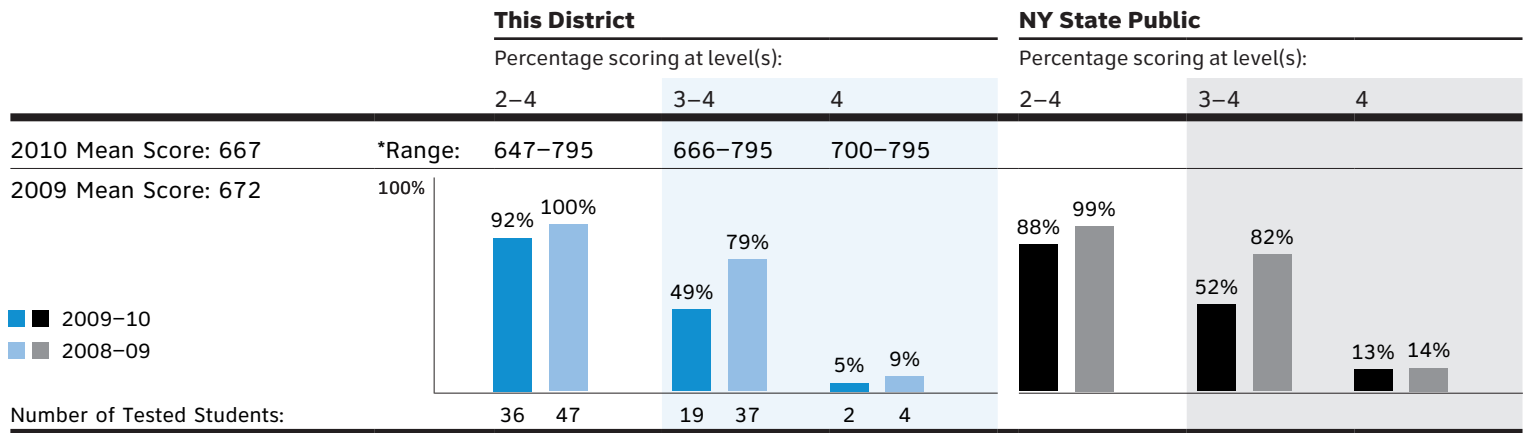 This District NY State Public
Percentage scoring at level(s): Percentage scoring at level(s):
2–4 3–4 4 2–4 3–4 4
2010 Mean Score: 667 *Range: 647–795 666–795 700–795
2009 Mean Score: 672 100%
92% 100% 79% 49% 5% 9% 88% 99% 52% 82% 13% 14%
2009–10
2008–09
Number of Tested Students: 36 47 19 37 2 4